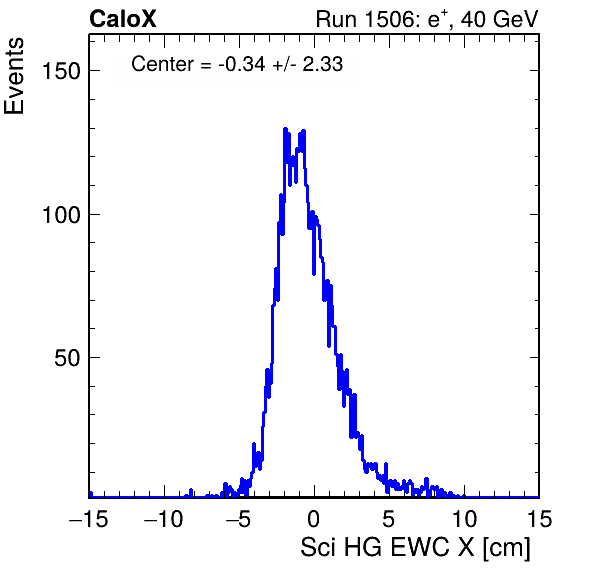 CaloX
Run 1506: e+, 40 GeV
Center = -0.34 +/- 2.33
Events
150
100
50
−15 −10 −5 0 5 10 15
Sci HG EWC X [cm]